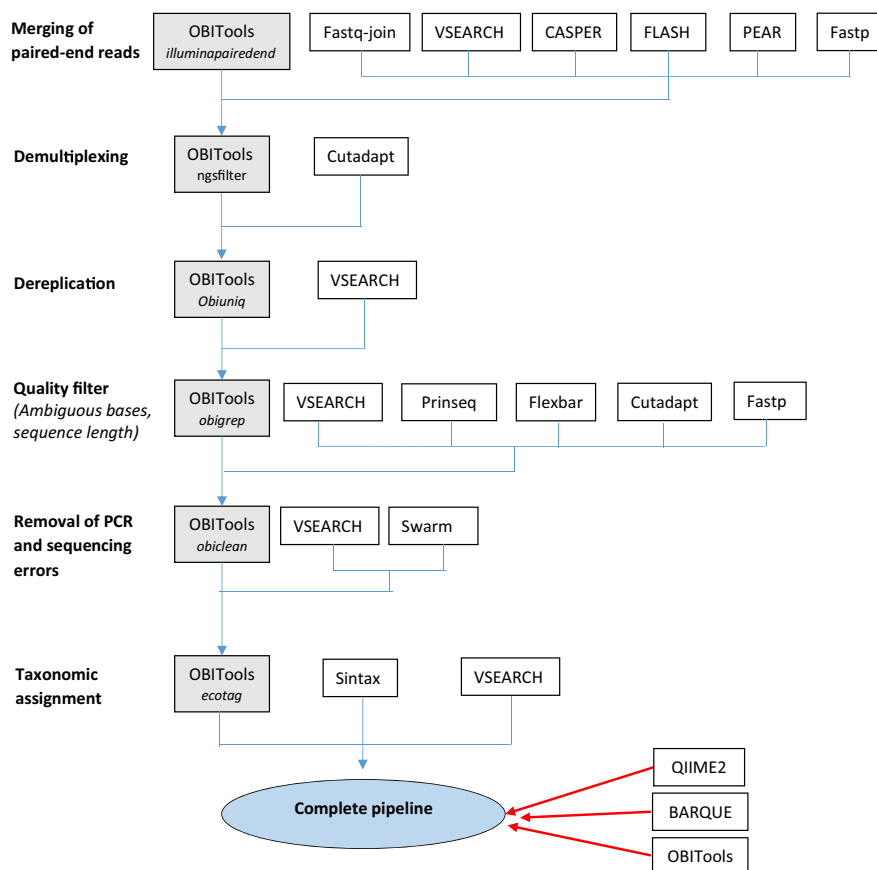 Merging of
paired-end reads
OBITools
illuminapairedend
Fastq-join
VSEARCH
CASPER
FLASH
PEAR
Fastp
Demultiplexing
OBITools
ngsfilter
Cutadapt
Dereplication
OBITools
Obiuniq
VSEARCH
Quality filter
(Ambiguous bases,
sequence length)
OBITools
obigrep
VSEARCH
Prinseq
Flexbar
Cutadapt
Fastp
Removal of PCR
and sequencing
errors
OBITools
obiclean
VSEARCH
Swarm
Taxonomic
assignment
OBITools
ecotag
Sintax
VSEARCH
Complete pipeline
QIIME2
BARQUE
OBITools